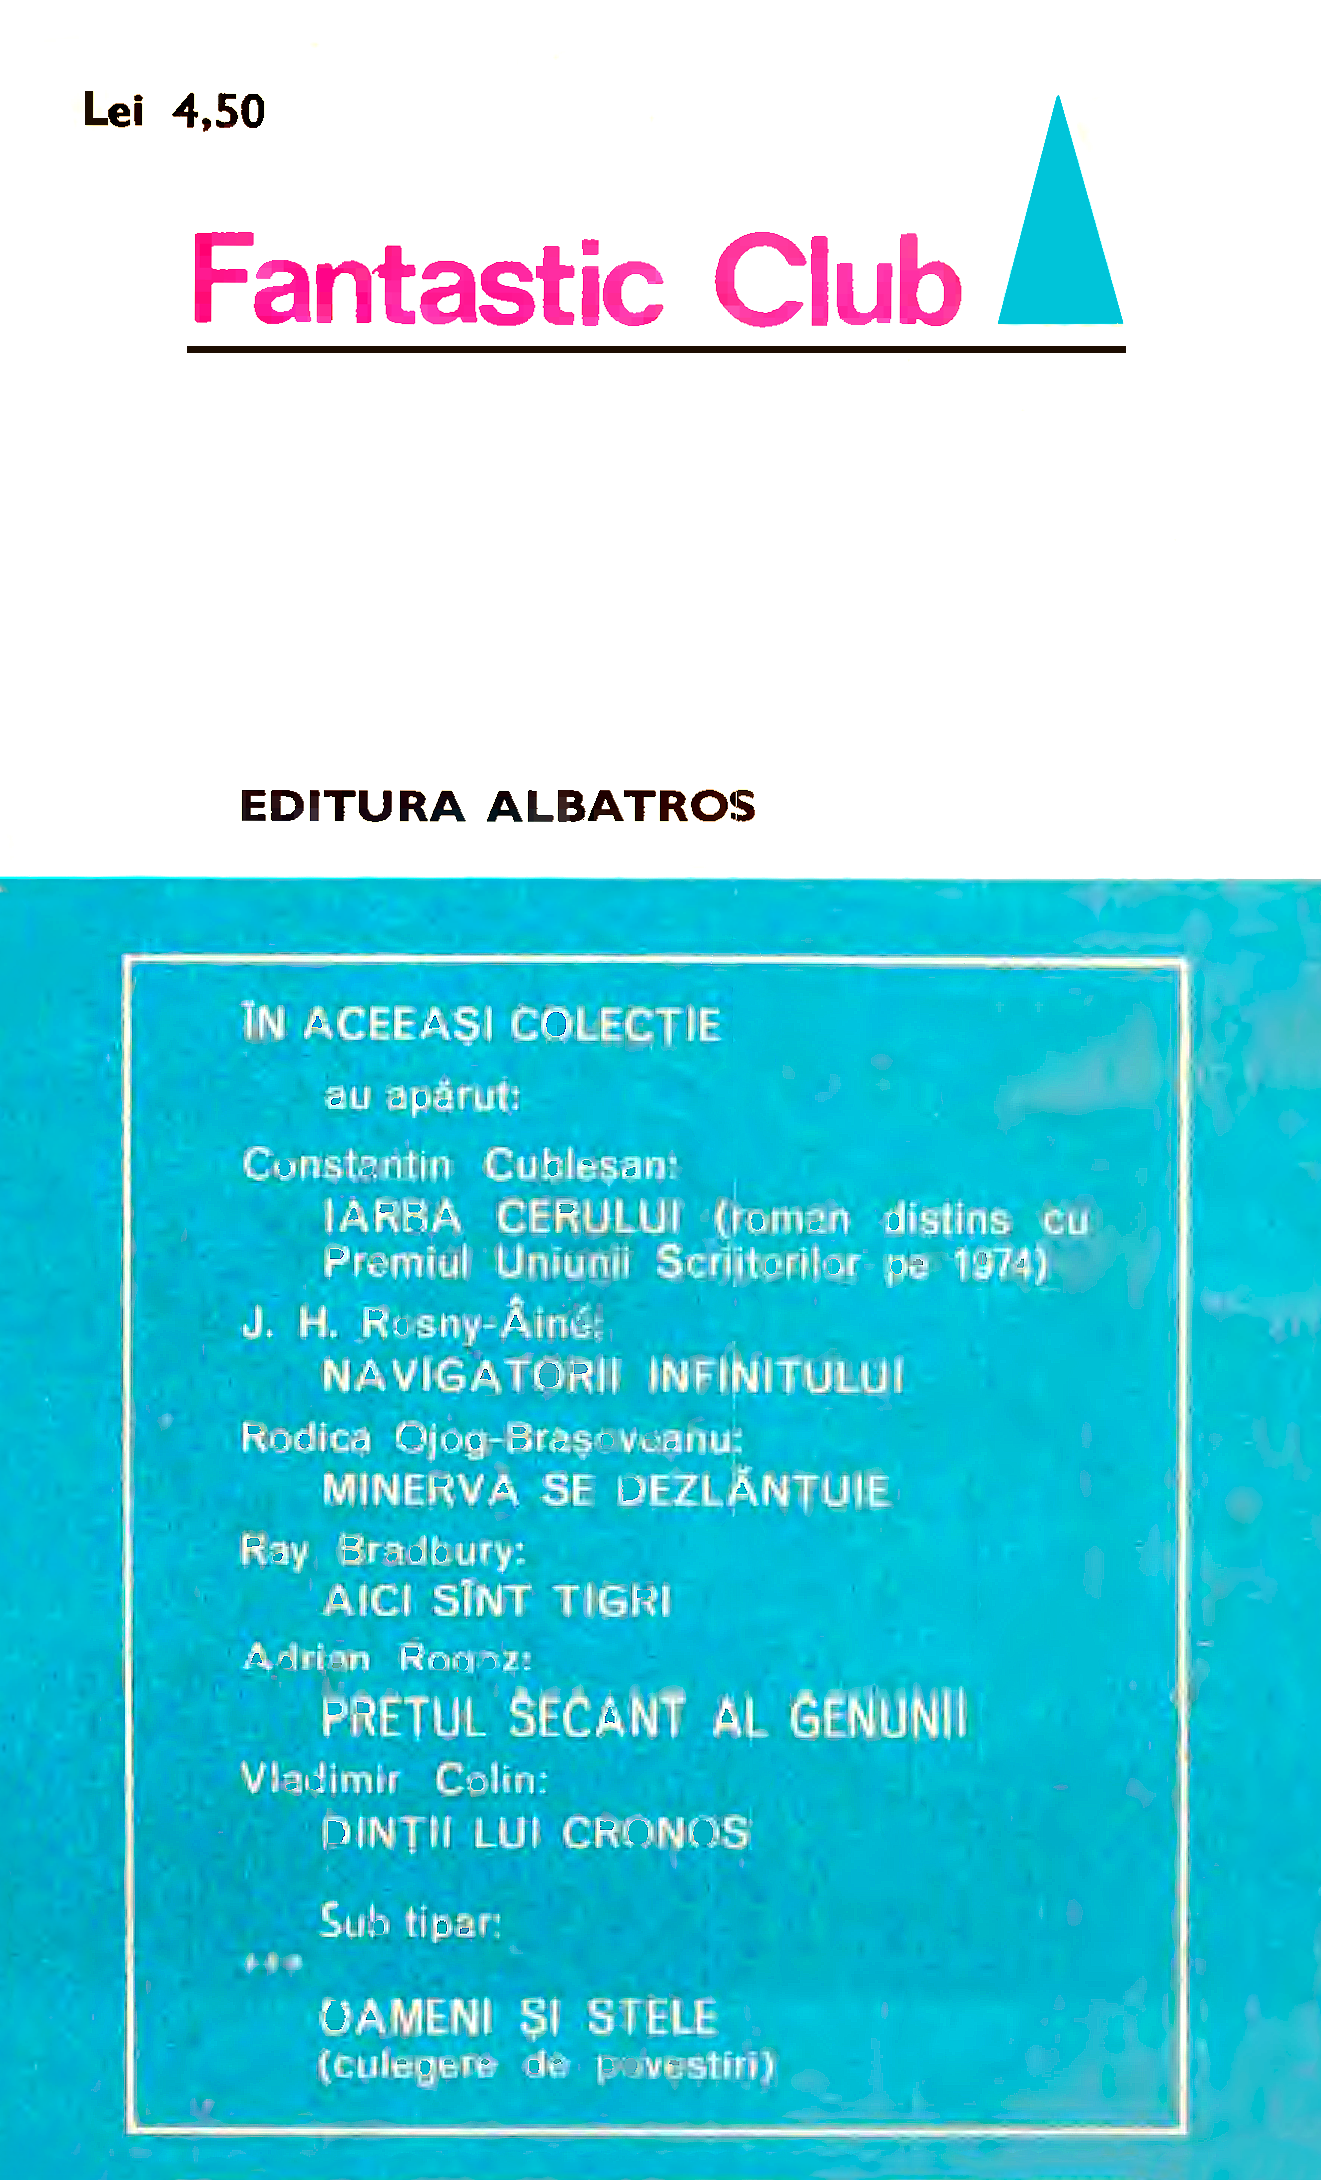 Lei 4,50
Fantastic Club
EDITURA ALBATROS
ÎN ACEEAȘI COLECȚIE
au apărut:
Constantin Cubleșan:
IARBA CERULUI (roman distins cu
Premiul Uniunii Scriitorilor pe 1974)
J. H. Rosny-Âiné:
NAVIGATORII INFINITULUI
Rodica Ojog-Brașoveanu:
MINERVA SE DEZLĂNȚUIE
Ray Bradbury:
AICI SÎNT TIGRI
Adrian Rogoz:
PREȚUL SECANT AL GENUNII
Vladimir Colin:
DINȚII LUI CRONOS
Sub tipar:
***
OAMENI ȘI STELE
(culegere de povestiri)